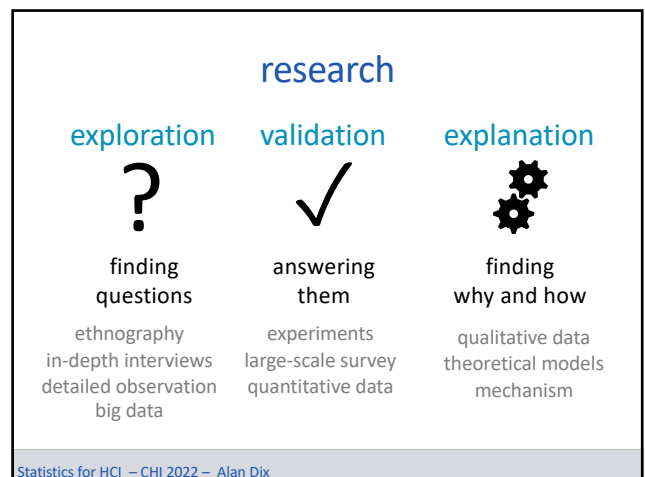 research
exploration
?
finding
questions
ethnography
in-depth interviews
detailed observation
big data
validation
✓
answering
them
experiments
large-scale survey
quantitative data
explanation
finding
why and how
qualitative data
theoretical models
mechanism
Statistics for HCI – CHI 2022 – Alan Dix